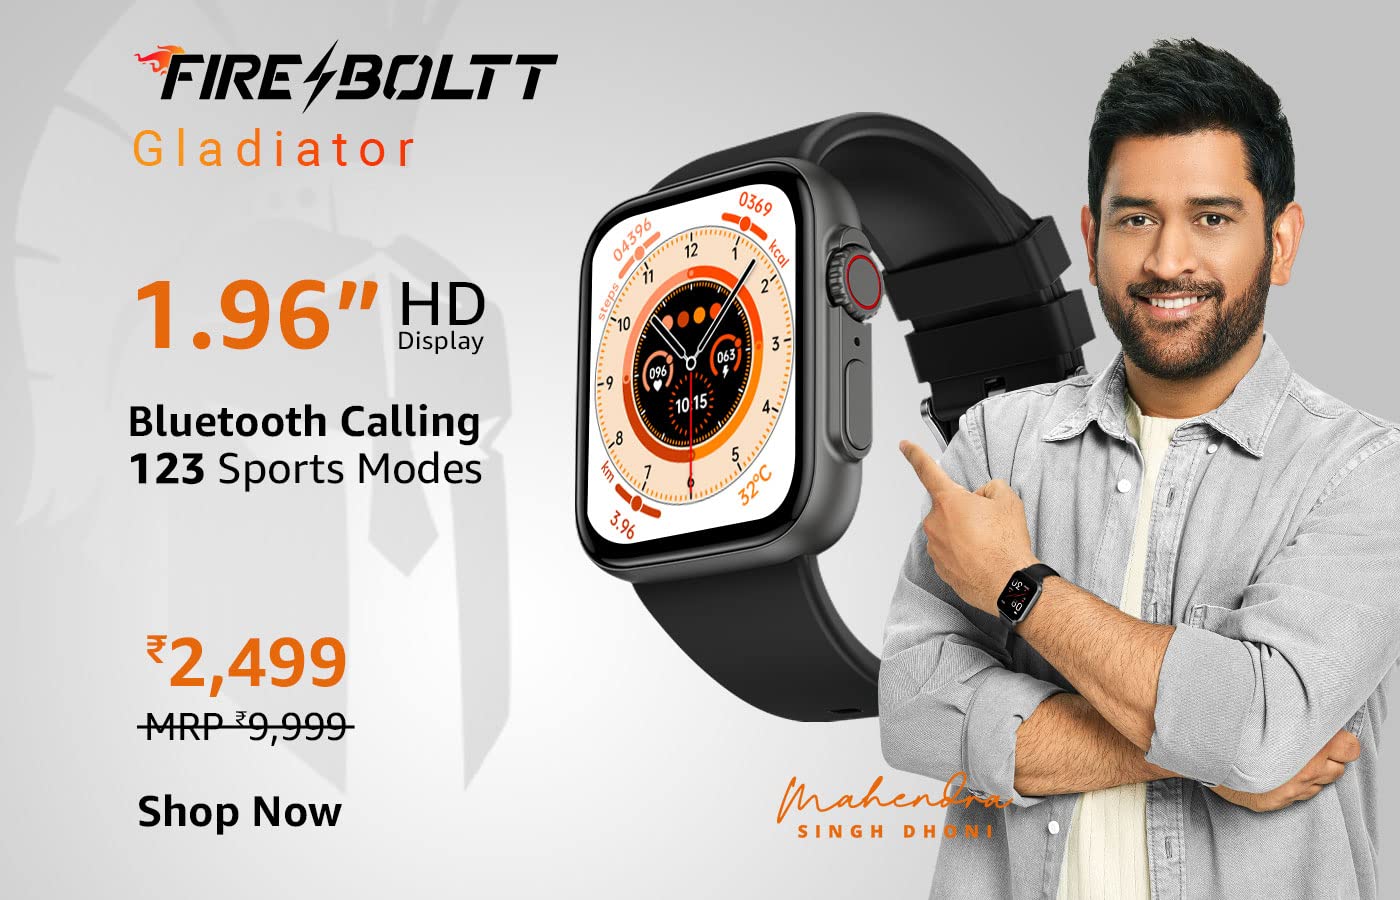 FIRE BOLTT
Gladiator
1.96” HD
Display
Bluetooth Calling
123 Sports Modes
₹2,499
MRP ₹9,999
Shop Now
04396
steps
0369
kcal
12
1
2
3
4
5
6
7
8
9
10
11
096
063
10 15
km
3.96
32°C
Mahendra
SINGH DHONI